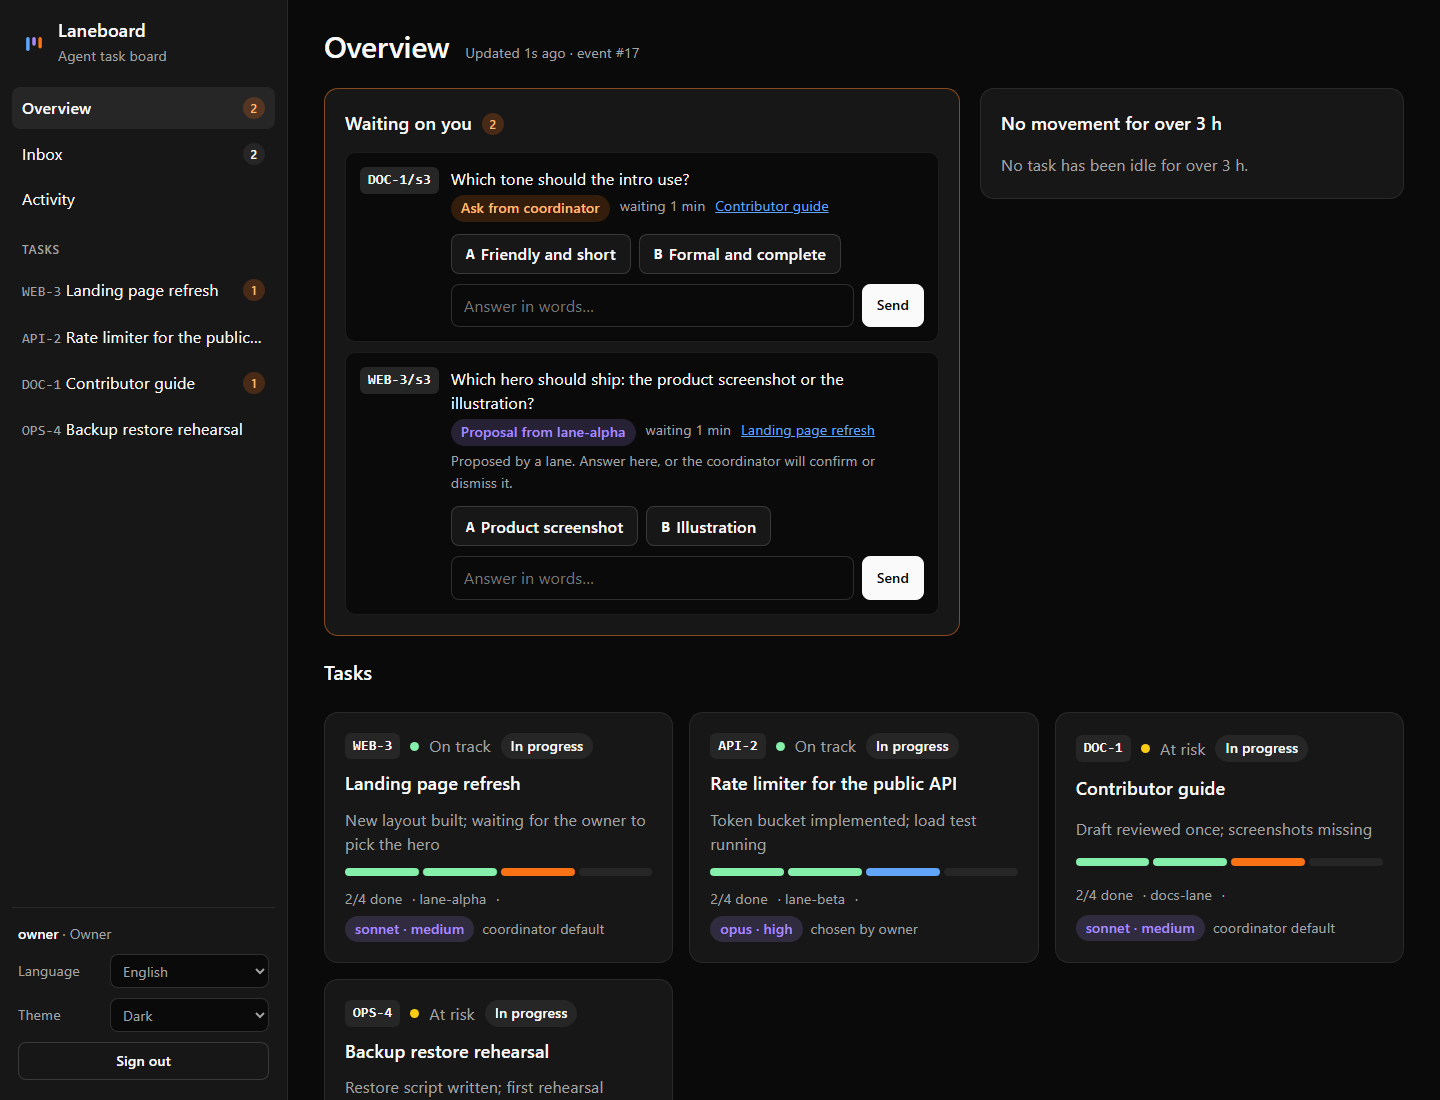 Laneboard
Agent task board
Overview 2
Inbox 2
Activity
TASKS
WEB-3 Landing page refresh 1
API-2 Rate limiter for the public...
DOC-1 Contributor guide 1
OPS-4 Backup restore rehearsal
owner · Owner
Language English
Theme Dark
Sign out
Overview Updated 1s ago · event #17
Waiting on you 2
DOC-1/s3 Which tone should the intro use?
Ask from coordinator waiting 1 min Contributor guide
A Friendly and short B Formal and complete
Answer in words... Send
WEB-3/s3 Which hero should ship: the product screenshot or the
illustration?
Proposal from lane-alpha waiting 1 min Landing page refresh
Proposed by a lane. Answer here, or the coordinator will confirm or
dismiss it.
A Product screenshot B Illustration
Answer in words... Send
No movement for over 3 h
No task has been idle for over 3 h.
Tasks
WEB-3 On track In progress
Landing page refresh
New layout built; waiting for the owner to
pick the hero
2/4 done · lane-alpha ·
sonnet · medium coordinator default
API-2 On track In progress
Rate limiter for the public API
Token bucket implemented; load test
running
2/4 done · lane-beta ·
opus · high chosen by owner
DOC-1 At risk In progress
Contributor guide
Draft reviewed once; screenshots missing
2/4 done · docs-lane ·
sonnet · medium coordinator default
OPS-4 At risk In progress
Backup restore rehearsal
Restore script written; first rehearsal